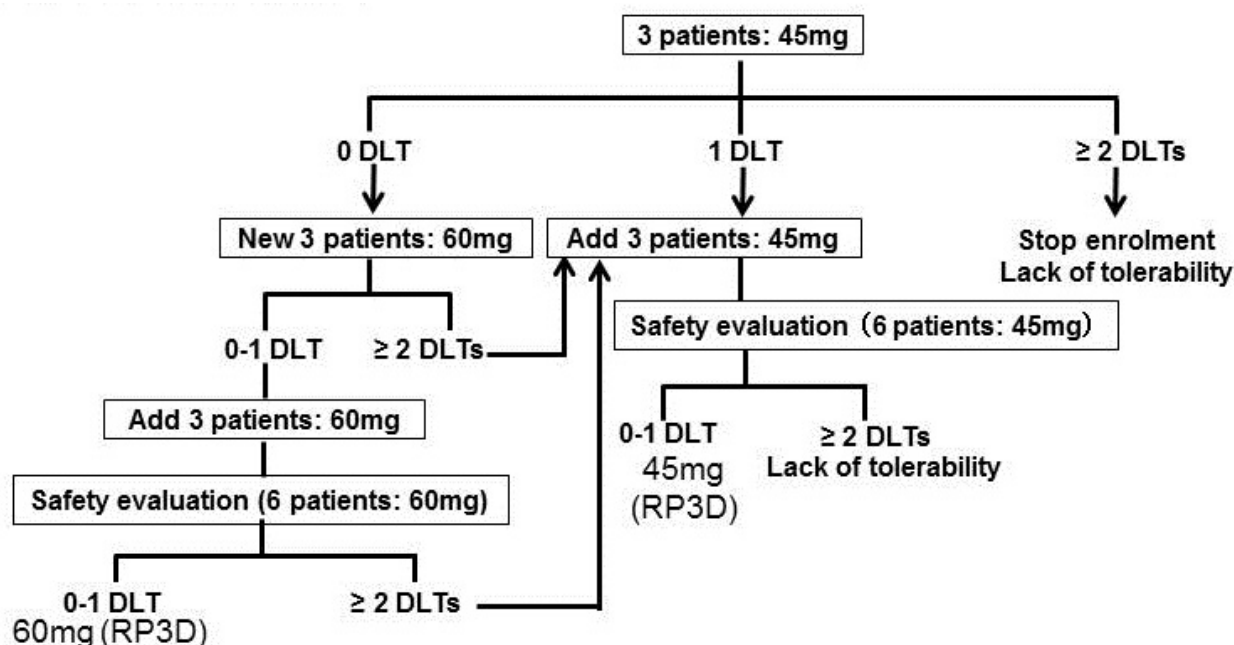 3 patients: 45mg
0 DLT
1 DLT
≥ 2 DLTs
New 3 patients: 60mg
Add 3 patients: 45mg
Stop enrolment
Lack of tolerability
Safety evaluation (6 patients: 45mg)
0-1 DLT
≥ 2 DLTs
Add 3 patients: 60mg
0-1 DLT
45mg
(RP3D)
≥ 2 DLTs
Lack of tolerability
Safety evaluation (6 patients: 60mg)
0-1 DLT
60mg (RP3D)
≥ 2 DLTs